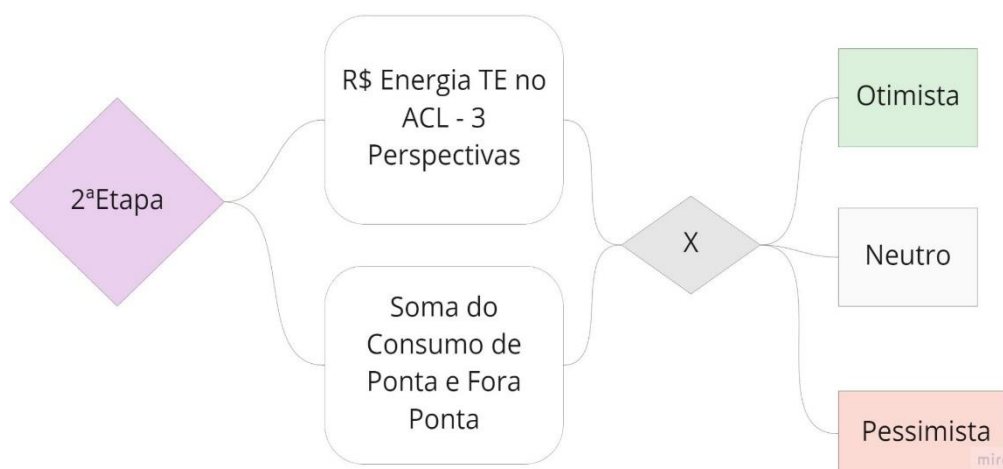 2ªEtapa
R$ Energia TE no
ACL - 3
Perspectivas
Soma do
Consumo de
Ponta e Fora
Ponta
X
Otimista
Neutro
Pessimista